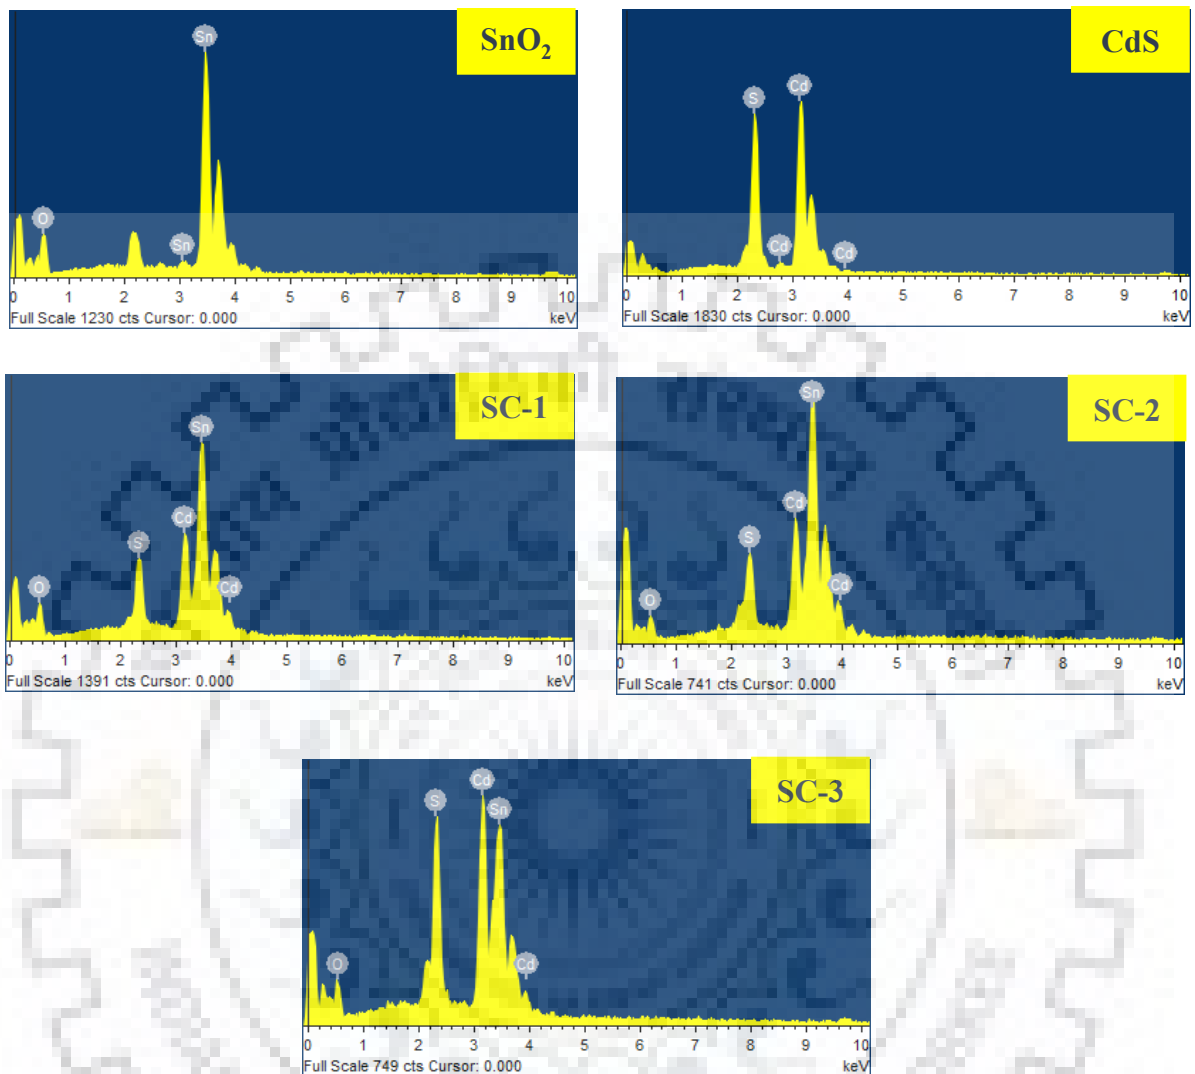 SnO₂
Sn
O
Sn
0 1 2 3 4 5 6 7 8 9 10
Full Scale 1230 cts Cursor: 0.000 keV
CdS
S
Cd
Cd
Cd
0 1 2 3 4 5 6 7 8 9 10
Full Scale 1830 cts Cursor: 0.000 keV
SC-1
Sn
Cd
S
O
Cd
0 1 2 3 4 5 6 7 8 9 10
Full Scale 1391 cts Cursor: 0.000 keV
SC-2
Sn
Cd
S
O
Cd
0 1 2 3 4 5 6 7 8 9 10
Full Scale 741 cts Cursor: 0.000 keV
SC-3
Cd
S
Sn
O
Cd
0 1 2 3 4 5 6 7 8 9 10
Full Scale 749 cts Cursor: 0.000 keV